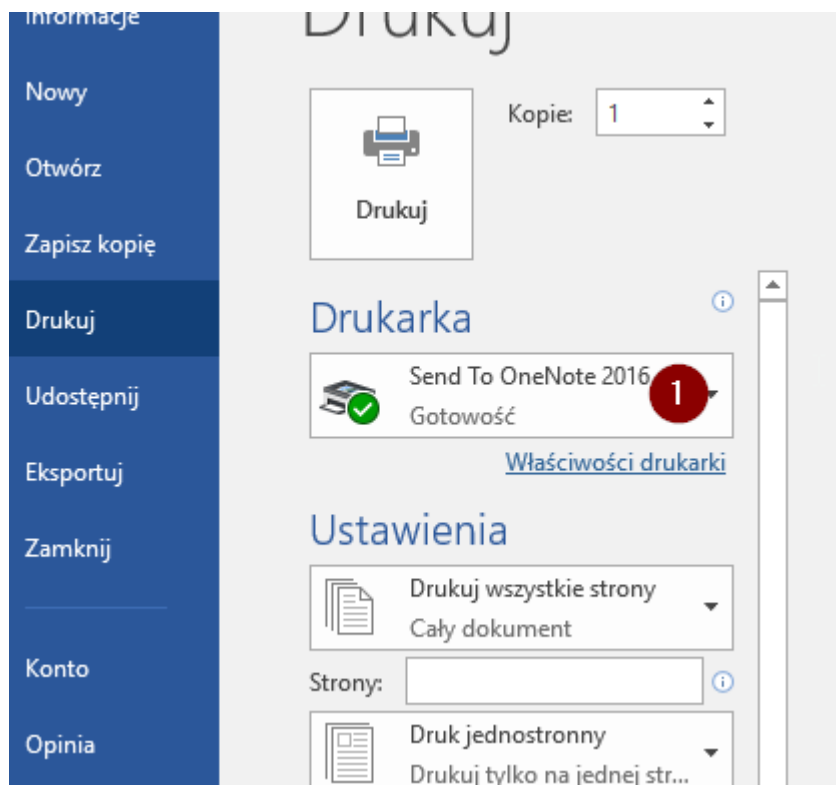 Informacje
Drukuj
Nowy
Kopie: 1
Otwórz
Drukuj
Zapisz kopię
Drukuj
Drukarka
Send To OneNote 2016
1
Gotowość
Udostępnij
Właściwości drukarki
Eksportuj
Ustawienia
Zamknij
Drukuj wszystkie strony
Cały dokument
Konto
Strony:
Opinia
Druk jednostronny
Drukuj tylko na jednej str...